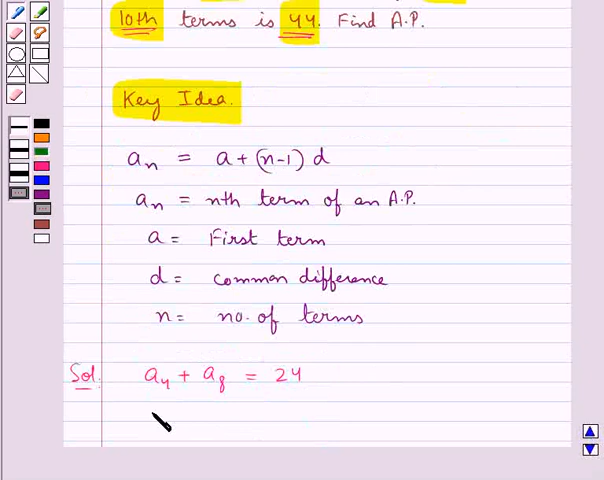 10th terms is 44. Find A.P.
Key Idea.
aₙ = a + (n-1) d
aₙ = nth term of an A.P.
a = First term
d = common difference
n = no. of terms
Sol. a₄ + a₈ = 24